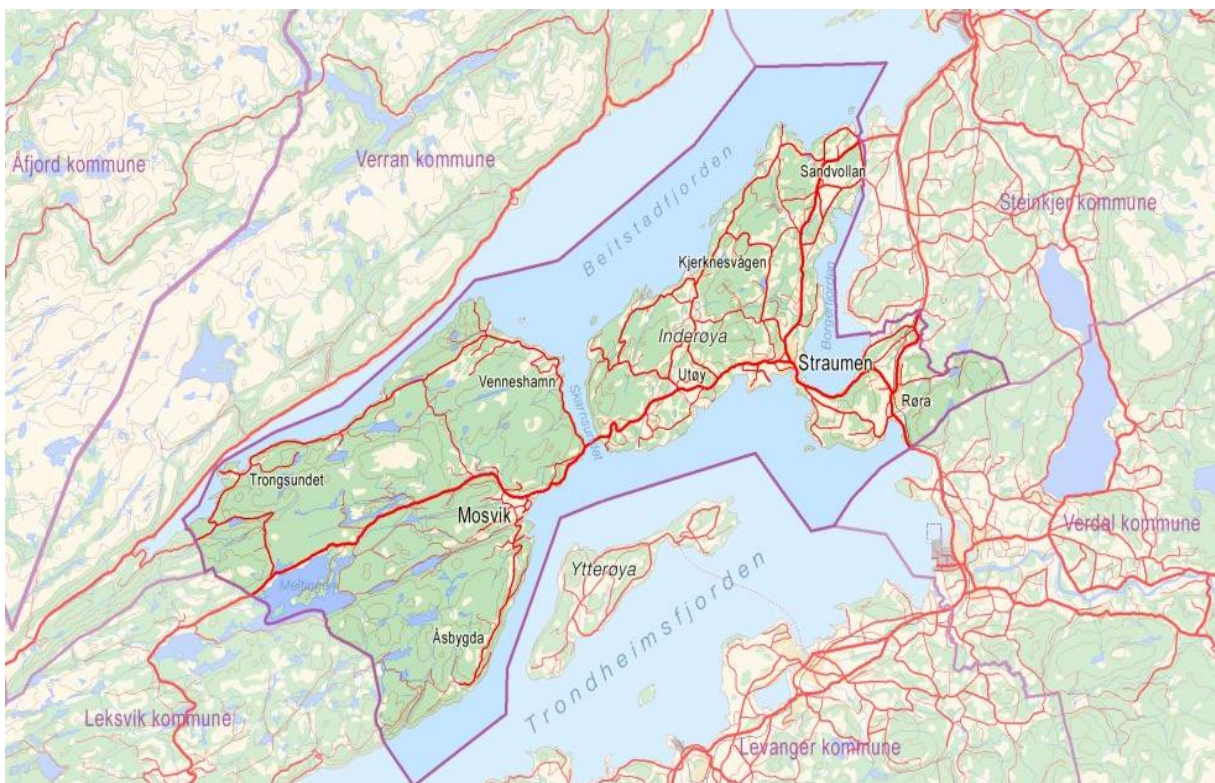 Åfjord kommune
Verran kommune
Sandvollan
Steinkjer kommune
Beitstadfjorden
Kjerknesvågen
Borgenfjorden
Inderøya
Straumen
Utøy
Venneshamn
Skarnsundet
Røra
Trongsundet
Mosvik
Verdal kommune
Ytterøya
Meltingen
Trondheimsfjorden
Åsbygda
Leksvik kommune
Levanger kommune